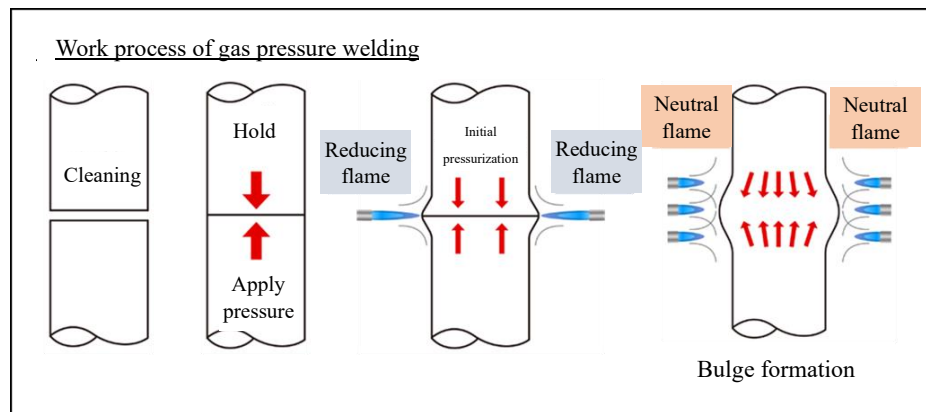 Work process of gas pressure welding
Cleaning
Hold
Apply
pressure
Reducing
flame
Initial
pressurization
Reducing
flame
Neutral
flame
Neutral
flame
Bulge formation